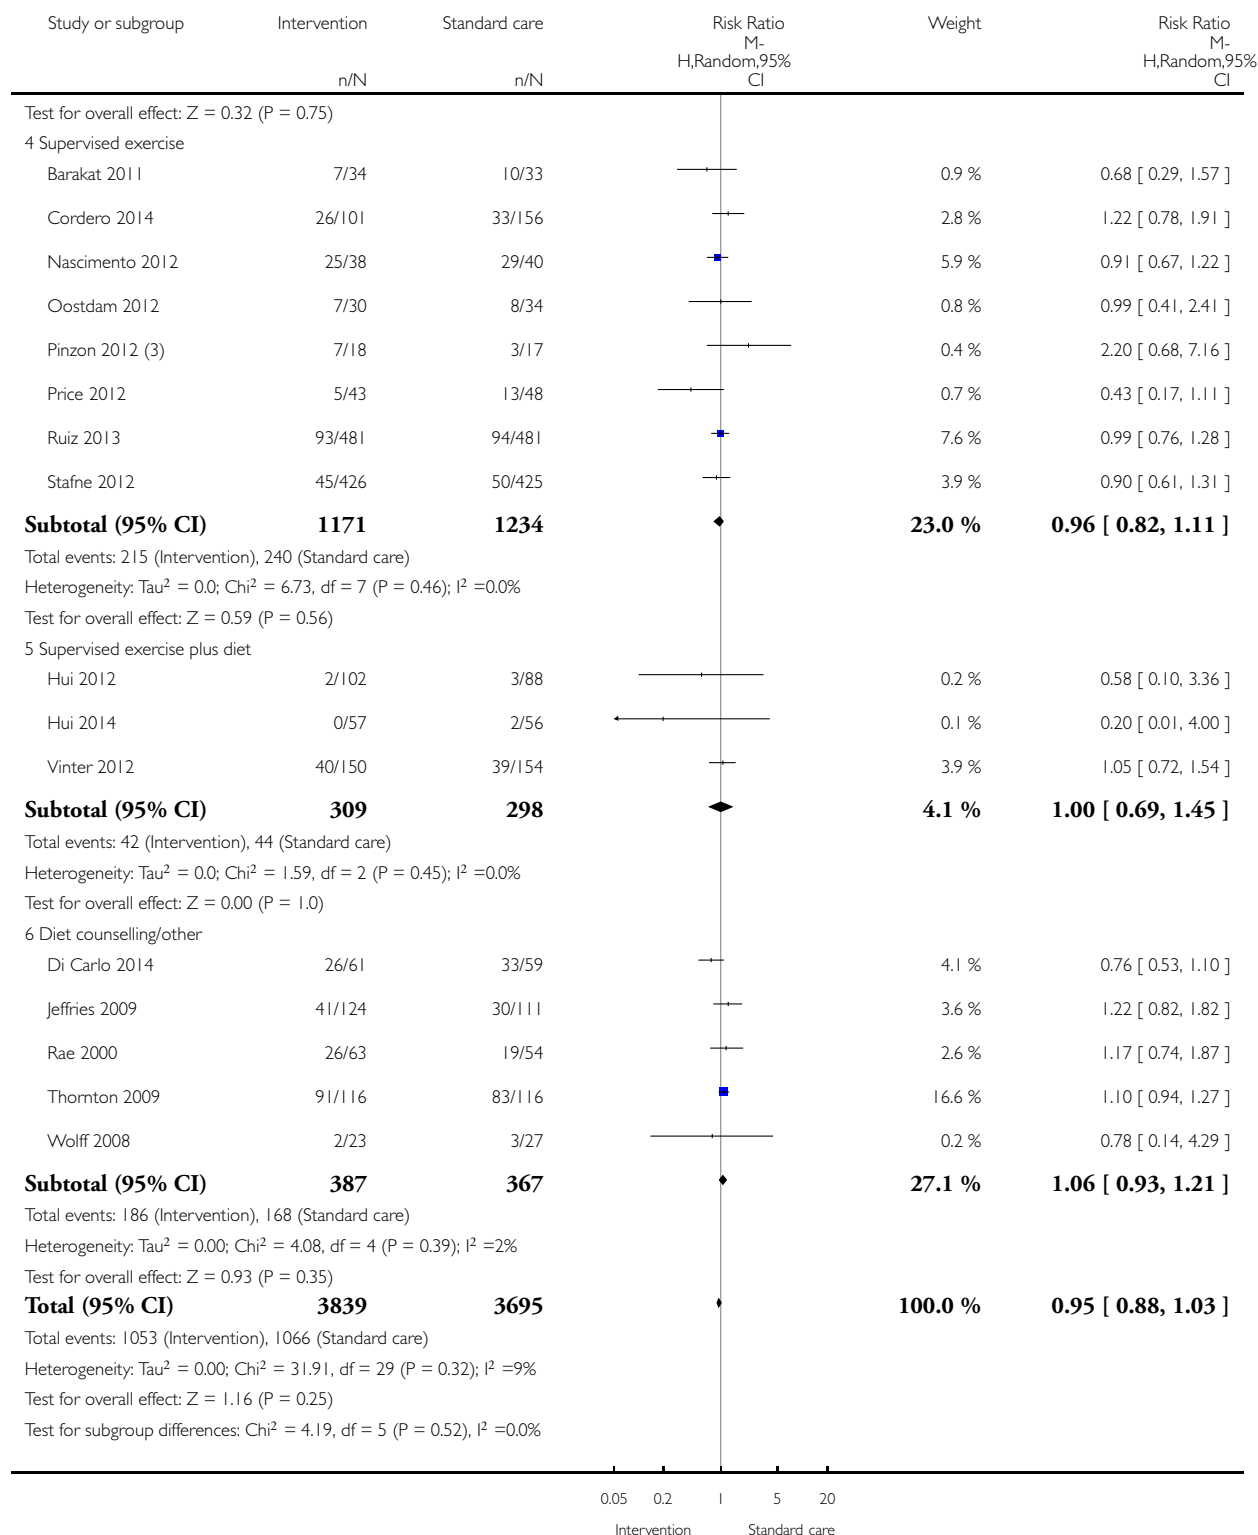 Study or subgroup Intervention Standard care Risk Ratio Weight Risk Ratio
M- M-
H,Random,95% H,Random,95%
n/N n/N CI CI
Test for overall effect: Z = 0.32 (P = 0.75)
4 Supervised exercise
Barakat 2011 7/34 10/33 0.9 % 0.68 [ 0.29, 1.57 ]
Cordero 2014 26/101 33/156 2.8 % 1.22 [ 0.78, 1.91 ]
Nascimento 2012 25/38 29/40 5.9 % 0.91 [ 0.67, 1.22 ]
Oostdam 2012 7/30 8/34 0.8 % 0.99 [ 0.41, 2.41 ]
Pinzon 2012 (3) 7/18 3/17 0.4 % 2.20 [ 0.68, 7.16 ]
Price 2012 5/43 13/48 0.7 % 0.43 [ 0.17, 1.11 ]
Ruiz 2013 93/481 94/481 7.6 % 0.99 [ 0.76, 1.28 ]
Stafne 2012 45/426 50/425 3.9 % 0.90 [ 0.61, 1.31 ]
Subtotal (95% CI) 1171 1234 23.0 % 0.96 [ 0.82, 1.11 ]
Total events: 215 (Intervention), 240 (Standard care)
Heterogeneity: Tau² = 0.0; Chi² = 6.73, df = 7 (P = 0.46); I² =0.0%
Test for overall effect: Z = 0.59 (P = 0.56)
5 Supervised exercise plus diet
Hui 2012 2/102 3/88 0.2 % 0.58 [ 0.10, 3.36 ]
Hui 2014 0/57 2/56 0.1 % 0.20 [ 0.01, 4.00 ]
Vinter 2012 40/150 39/154 3.9 % 1.05 [ 0.72, 1.54 ]
Subtotal (95% CI) 309 298 4.1 % 1.00 [ 0.69, 1.45 ]
Total events: 42 (Intervention), 44 (Standard care)
Heterogeneity: Tau² = 0.0; Chi² = 1.59, df = 2 (P = 0.45); I² =0.0%
Test for overall effect: Z = 0.00 (P = 1.0)
6 Diet counselling/other
Di Carlo 2014 26/61 33/59 4.1 % 0.76 [ 0.53, 1.10 ]
Jeffries 2009 41/124 30/111 3.6 % 1.22 [ 0.82, 1.82 ]
Rae 2000 26/63 19/54 2.6 % 1.17 [ 0.74, 1.87 ]
Thornton 2009 91/116 83/116 16.6 % 1.10 [ 0.94, 1.27 ]
Wolff 2008 2/23 3/27 0.2 % 0.78 [ 0.14, 4.29 ]
Subtotal (95% CI) 387 367 27.1 % 1.06 [ 0.93, 1.21 ]
Total events: 186 (Intervention), 168 (Standard care)
Heterogeneity: Tau² = 0.00; Chi² = 4.08, df = 4 (P = 0.39); I² =2%
Test for overall effect: Z = 0.93 (P = 0.35)
Total (95% CI) 3839 3695 100.0 % 0.95 [ 0.88, 1.03 ]
Total events: 1053 (Intervention), 1066 (Standard care)
Heterogeneity: Tau² = 0.00; Chi² = 31.91, df = 29 (P = 0.32); I² =9%
Test for overall effect: Z = 1.16 (P = 0.25)
Test for subgroup differences: Chi² = 4.19, df = 5 (P = 0.52), I² =0.0%
0.05 0.2 1 5 20
Intervention Standard care